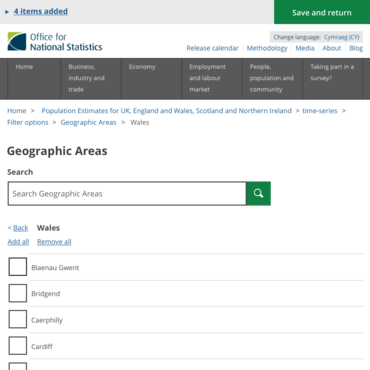 ► 4 items added
Save and return
Office for
National Statistics
Change language: Cymraeg (CY)
Release calendar | Methodology | Media | About | Blog
Home
Business,
industry and
trade
Economy
Employment
and labour
market
People,
population and
community
Taking part in a
survey?
Home > Population Estimates for UK, England and Wales, Scotland and Northern Ireland > time-series >
Filter options > Geographic Areas > Wales
Geographic Areas
Search
Search Geographic Areas
< Back Wales
Add all Remove all
Blaenau Gwent
Bridgend
Caerphilly
Cardiff